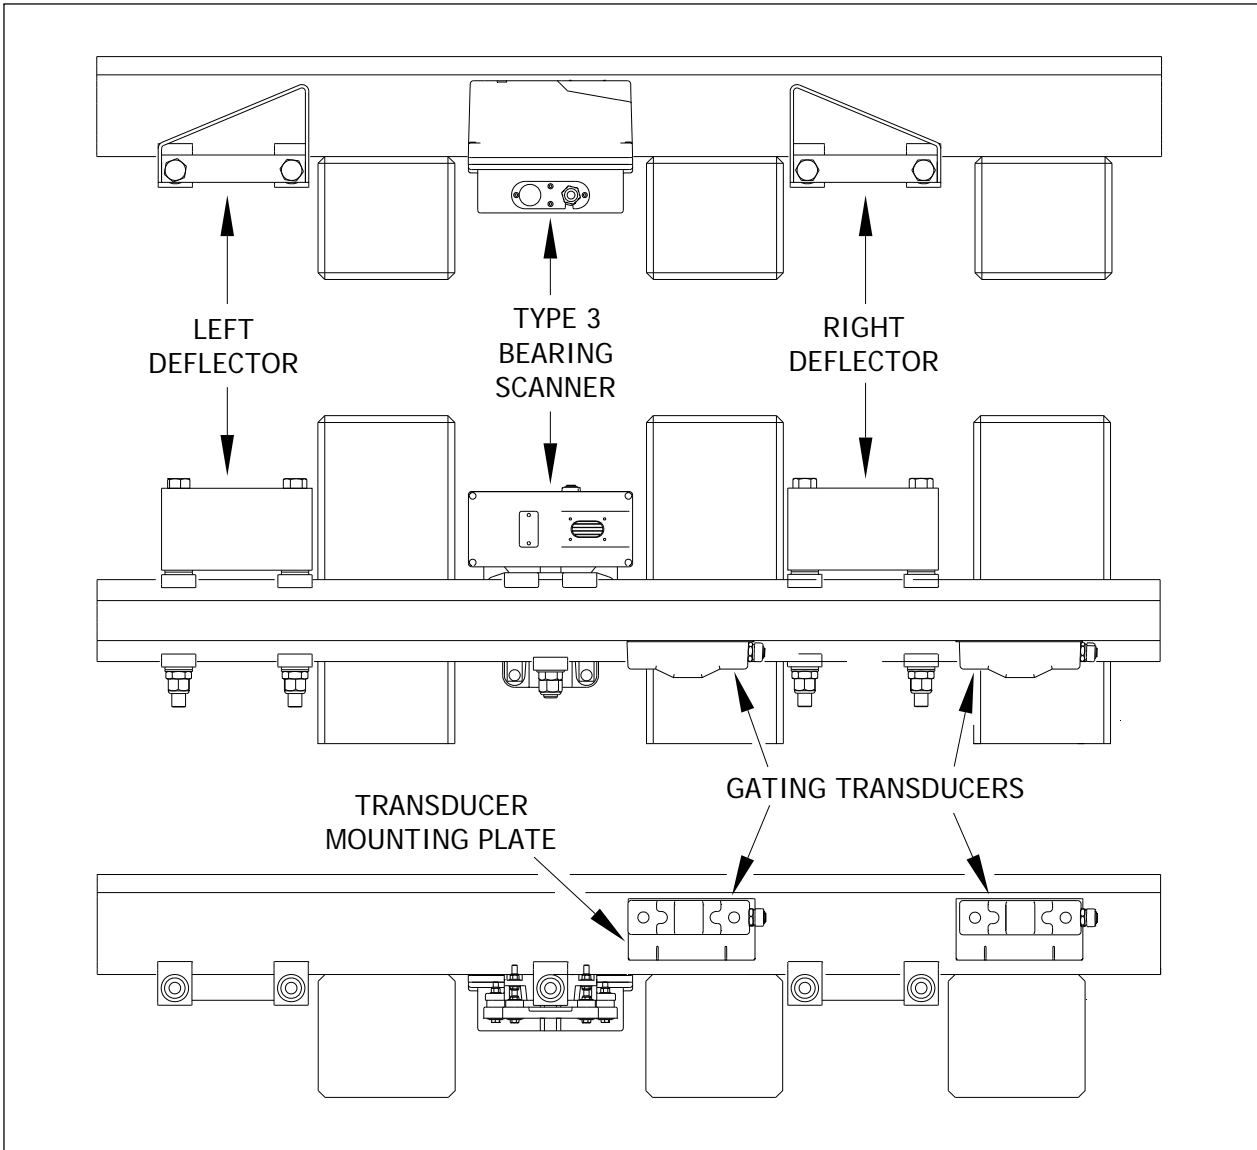 LEFT
DEFLECTOR
TYPE 3
BEARING
SCANNER
RIGHT
DEFLECTOR
GATING TRANSDUCERS
TRANSDUCER
MOUNTING PLATE